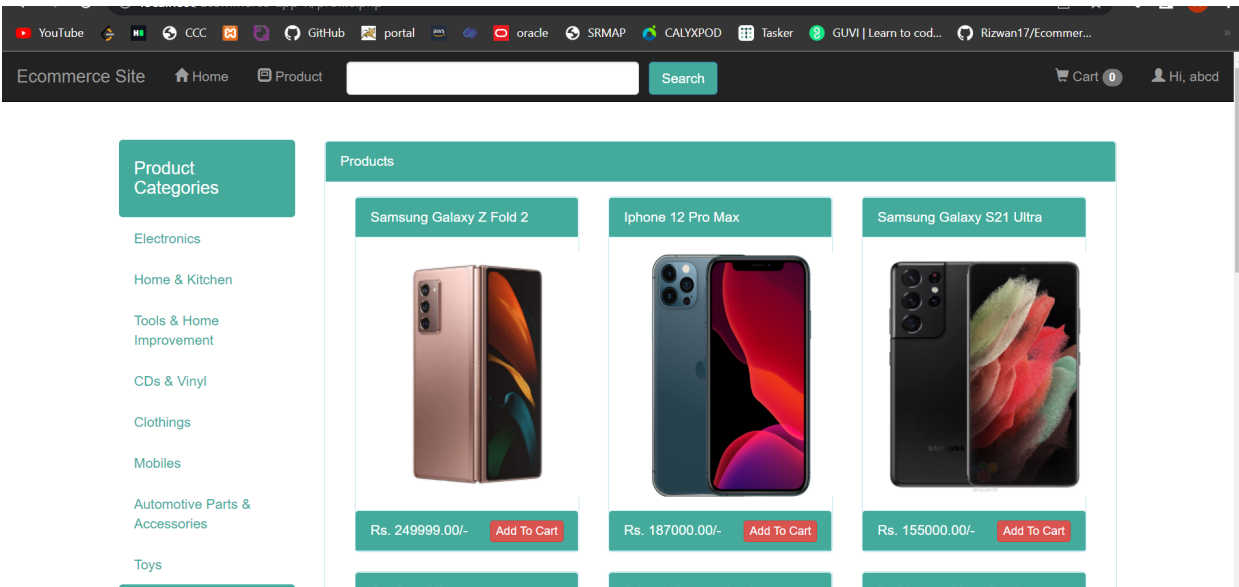 YouTube CCC GitHub portal aws oracle SRMAP CALYXPOD Tasker GUVI | Learn to cod... Rizwan17/Ecommer... »
Ecommerce Site Home Product Search Cart 0 Hi, abcd
Product
Categories
Electronics
Home & Kitchen
Tools & Home
Improvement
CDs & Vinyl
Clothings
Mobiles
Automotive Parts &
Accessories
Toys
Products
Samsung Galaxy Z Fold 2 Iphone 12 Pro Max Samsung Galaxy S21 Ultra
Rs. 249999.00/- Add To Cart Rs. 187000.00/- Add To Cart Rs. 155000.00/- Add To Cart